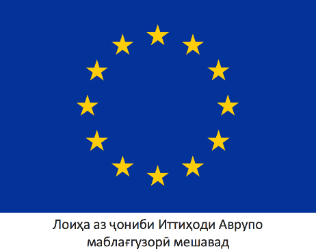 Лоиҳа аз ҷониби Иттиҳоди Аврупо
маблағгузорӣ мешавад